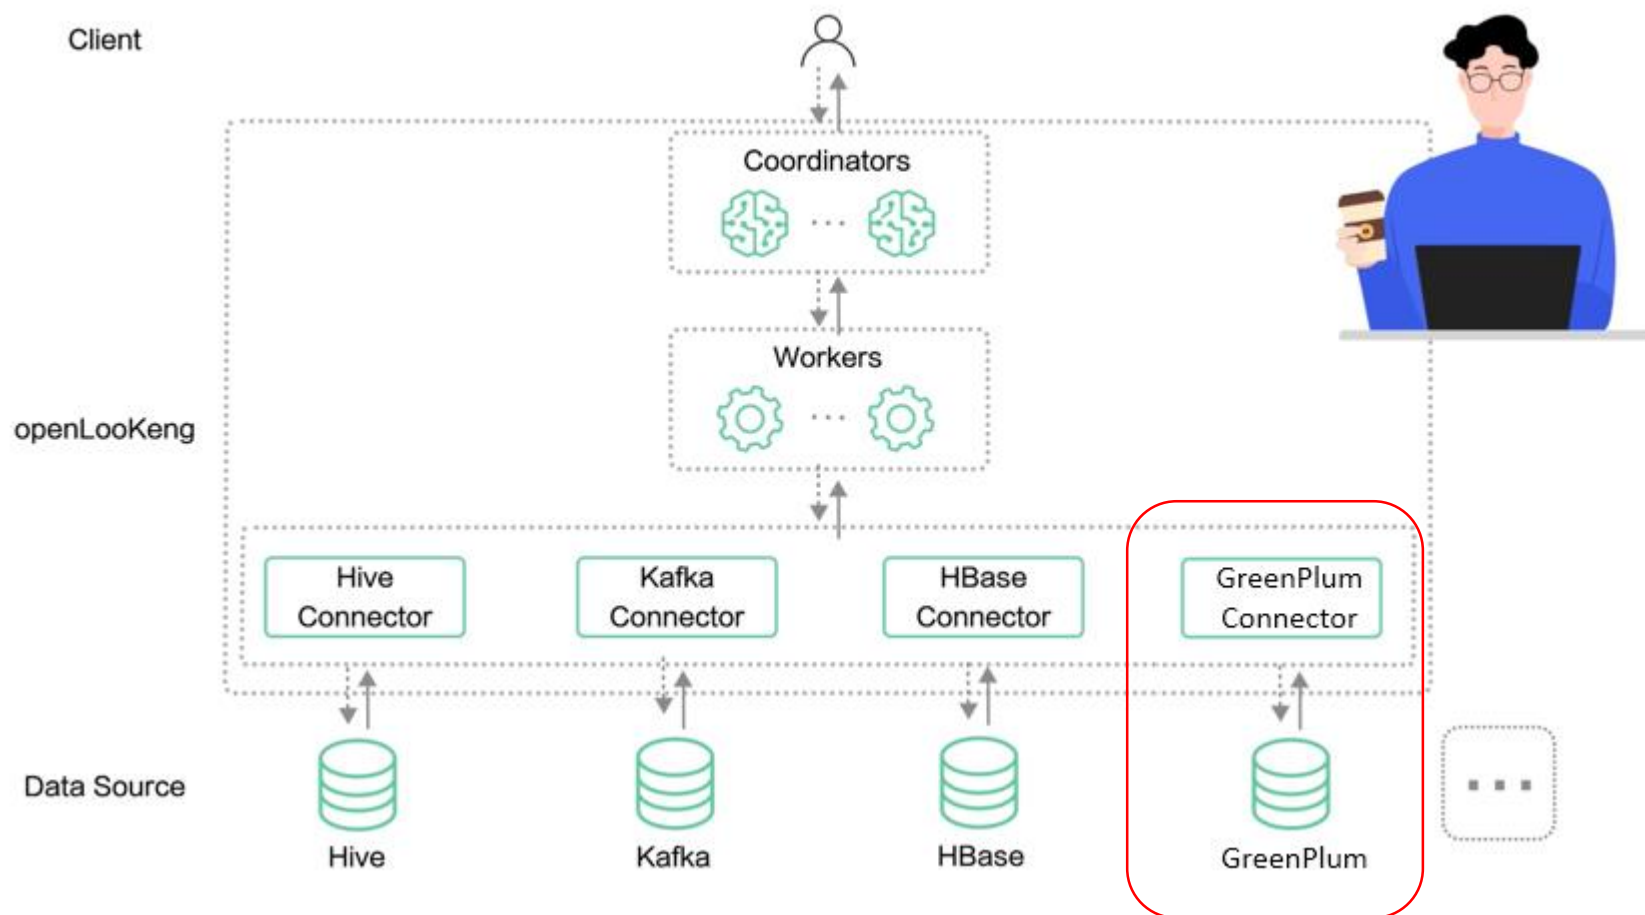 Client
Coordinators
...
Workers
...
openLooKeng
Hive
Connector
Kafka
Connector
HBase
Connector
GreenPlum
Connector
Data Source
...
Hive
Kafka
HBase
GreenPlum